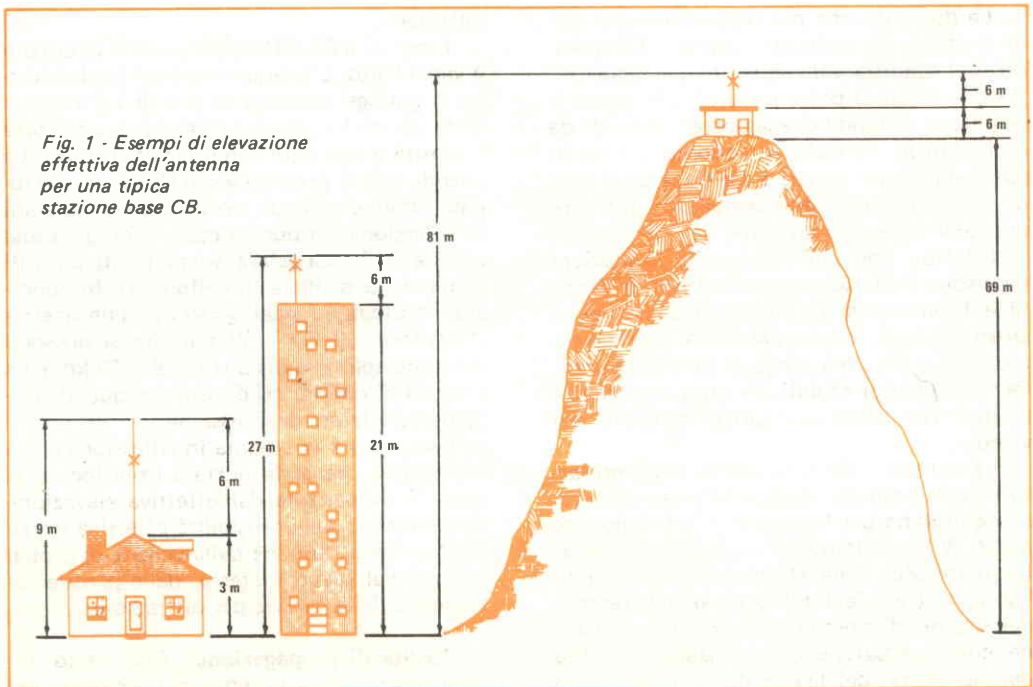 Fig. 1 - Esempi di elevazione
effettiva dell'antenna
per una tipica
stazione base CB.
6 m
6 m
81 m
69 m
6 m
27 m
21 m.
6 m
9 m
3 m